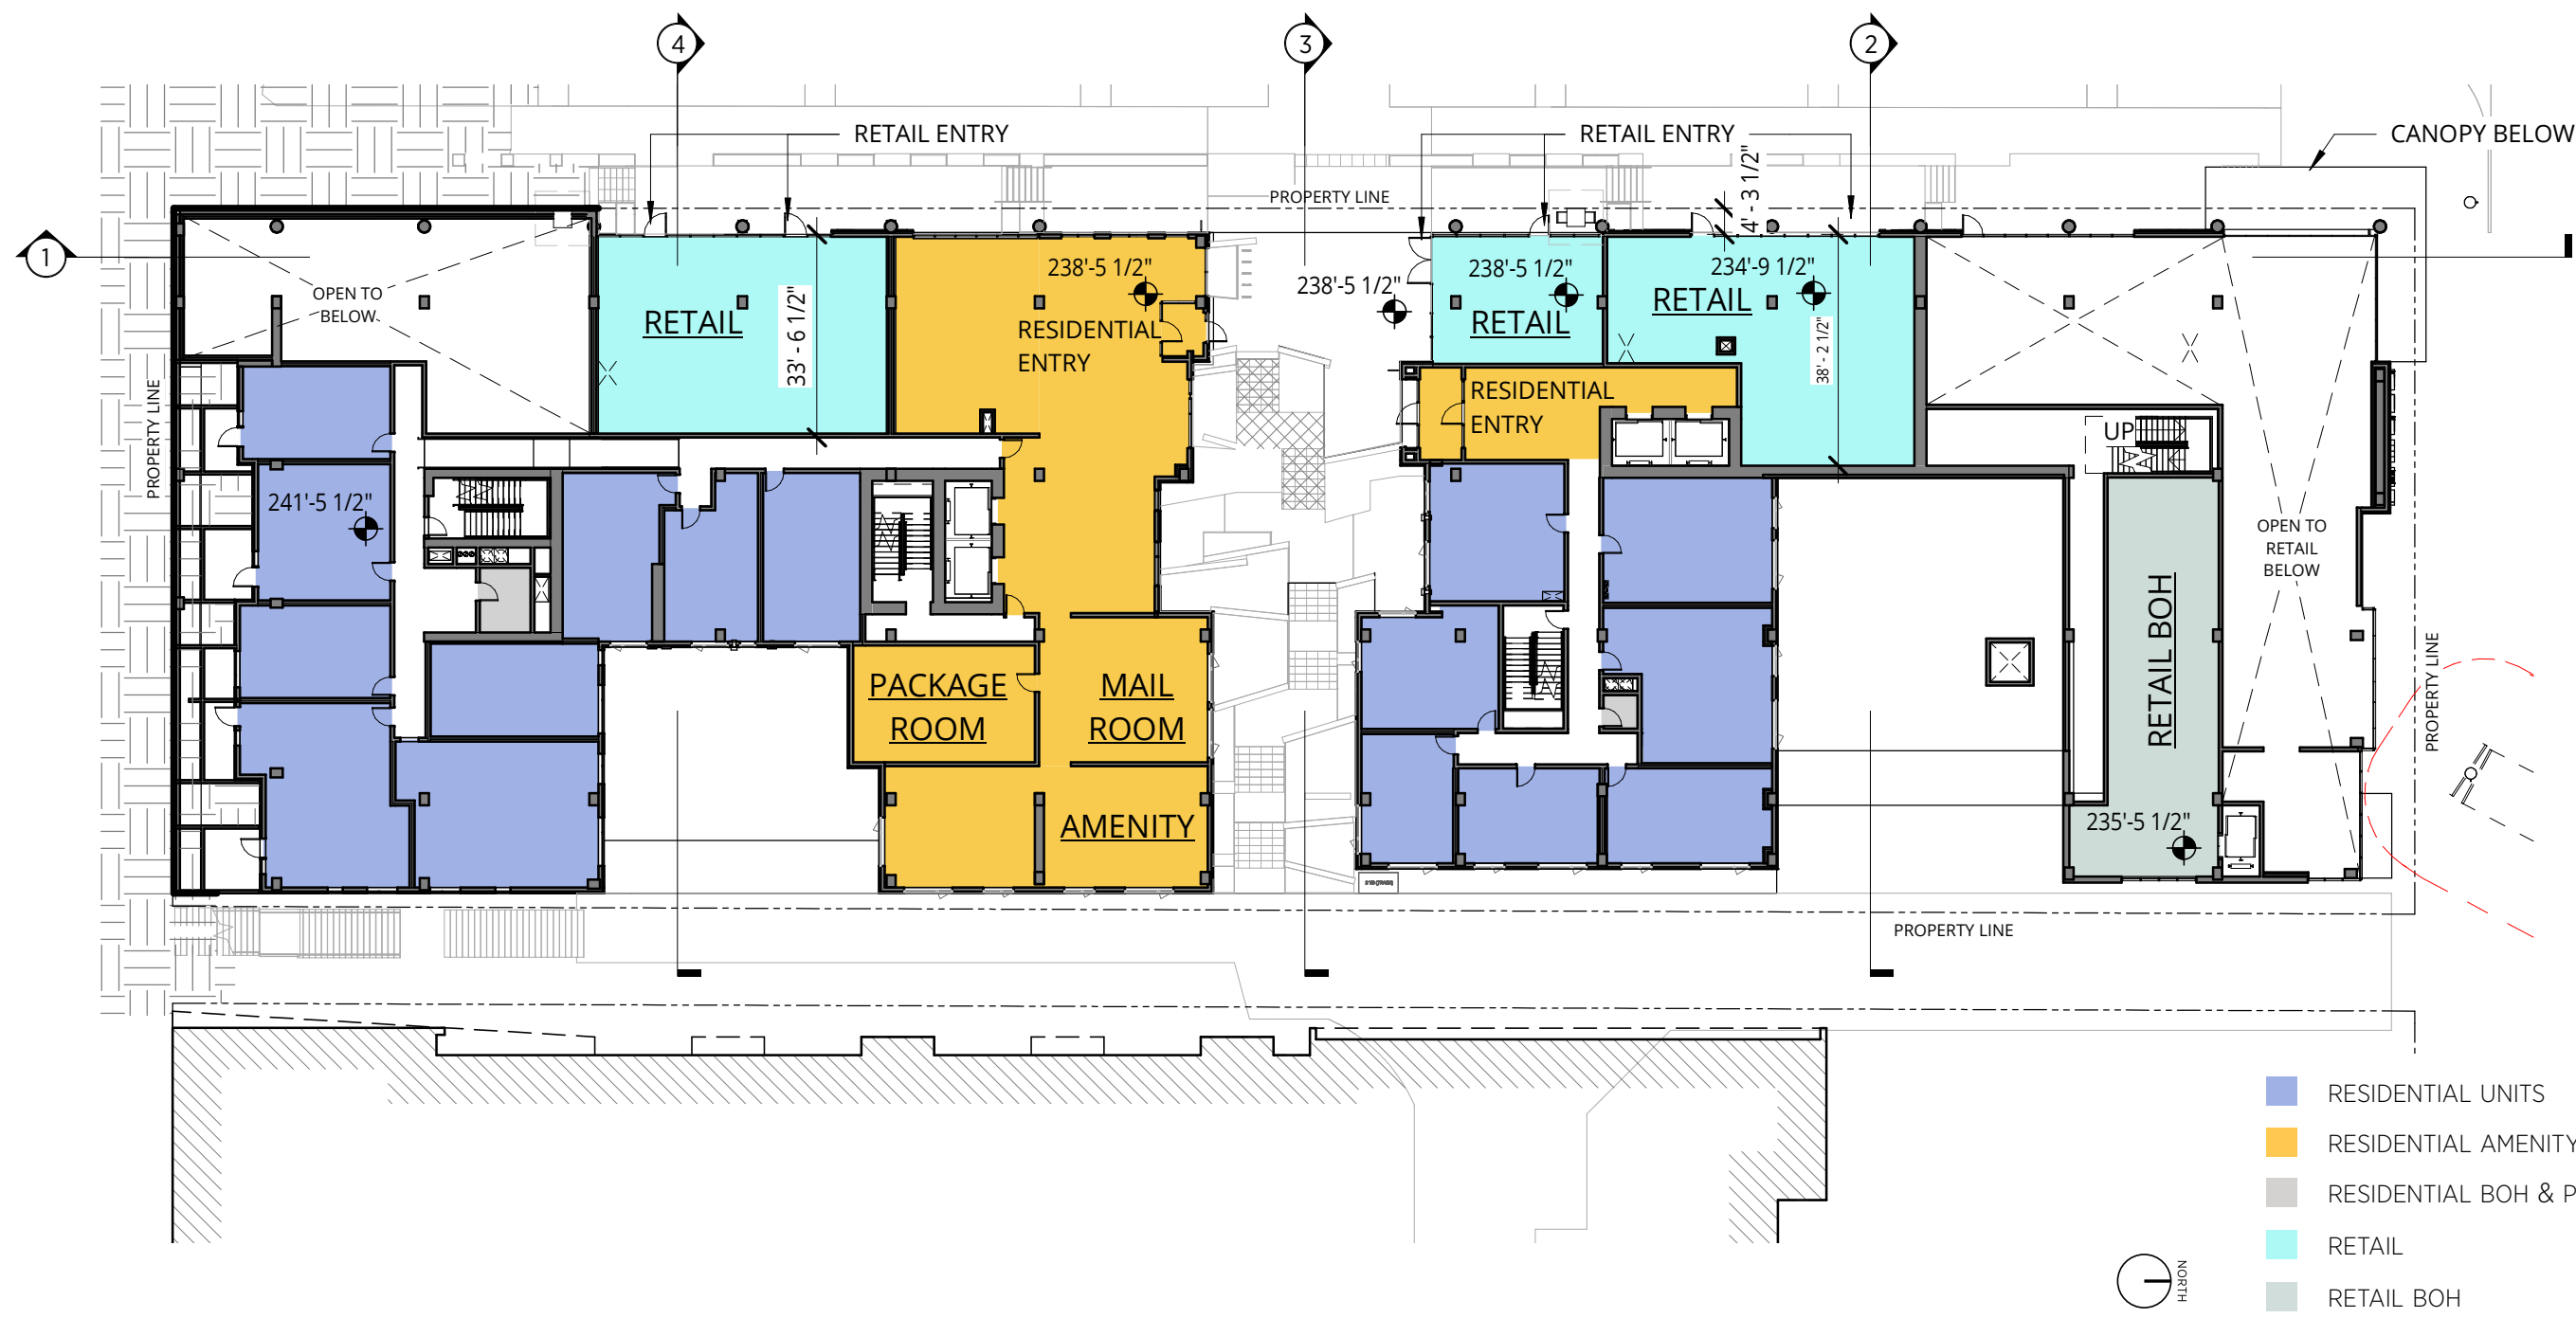 4
3
2
RETAIL ENTRY
RETAIL ENTRY
CANOPY BELOW
4' - 3 1/2"
PROPERTY LINE
1
OPEN TO
BELOW
RETAIL
33' - 6 1/2"
238'-5 1/2"
RESIDENTIAL
ENTRY
238'-5 1/2"
238'-5 1/2"
RETAIL
234'-9 1/2"
RETAIL
38' - 2 1/2"
RESIDENTIAL
ENTRY
UP
PROPERTY LINE
241'-5 1/2"
OPEN TO
RETAIL
BELOW
RETAIL BOH
PROPERTY LINE
PACKAGE
ROOM
MAIL
ROOM
AMENITY
235'-5 1/2"
PROPERTY LINE
RESIDENTIAL UNITS
RESIDENTIAL AMENITY
RESIDENTIAL BOH & P
RETAIL
RETAIL BOH
NORTH